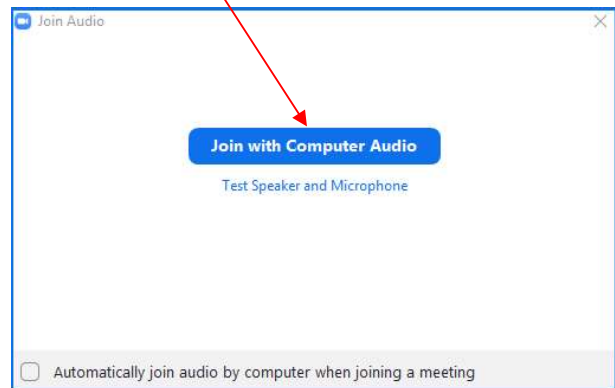 Join Audio
Join with Computer Audio
Test Speaker and Microphone
Automatically join audio by computer when joining a meeting